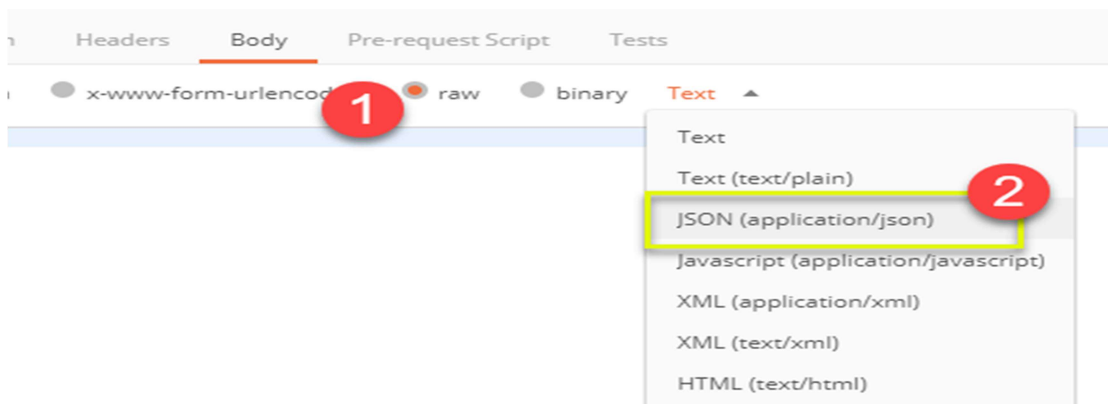 Headers Body Pre-request Script Tests
x-www-form-urlencod 1 raw binary Text
Text
Text (text/plain)
2
JSON (application/json)
Javascript (application/javascript)
XML (application/xml)
XML (text/xml)
HTML (text/html)